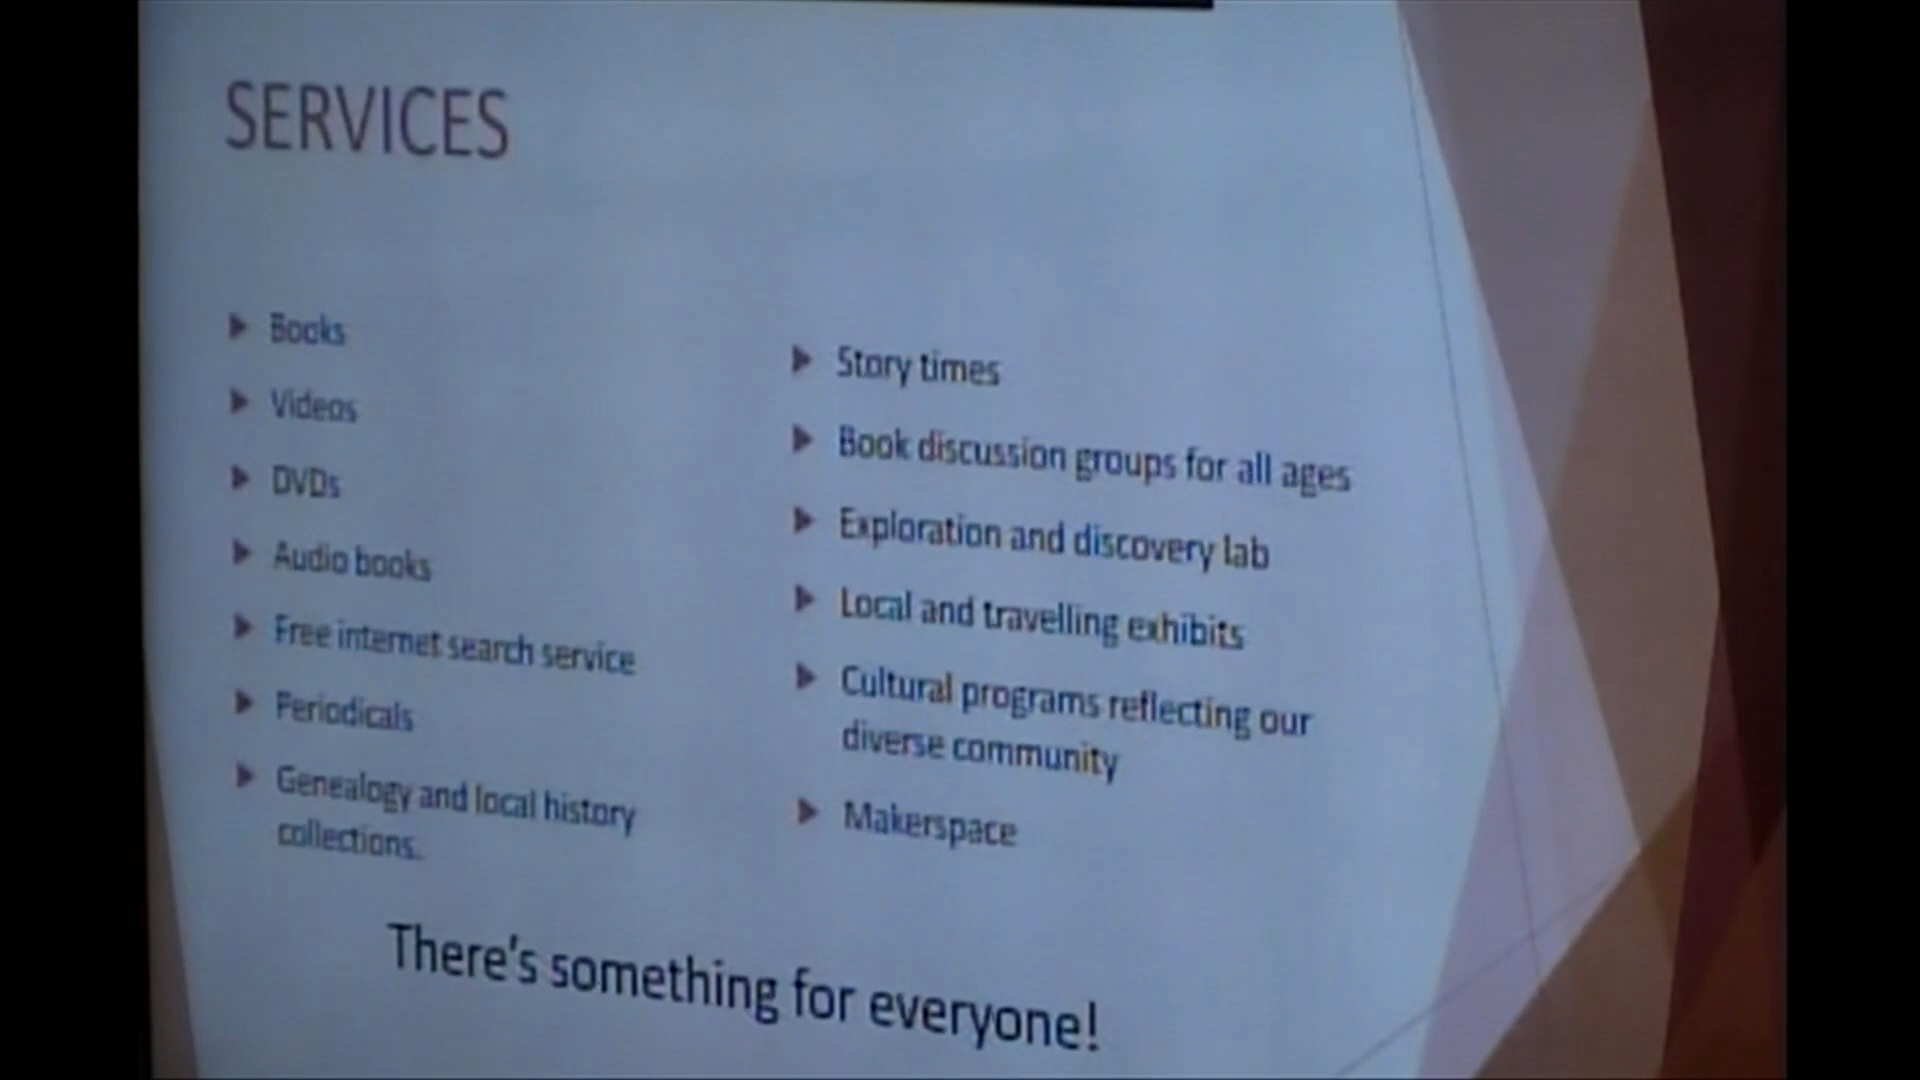 SERVICES
Books
Videos
DVDs
Audio books
Free internet search service
Periodicals
Genealogy and local history
collections.
Story times
Book discussion groups for all ages
Exploration and discovery lab
Local and travelling exhibits
Cultural programs reflecting our
diverse community
Makerspace
There's something for everyone!